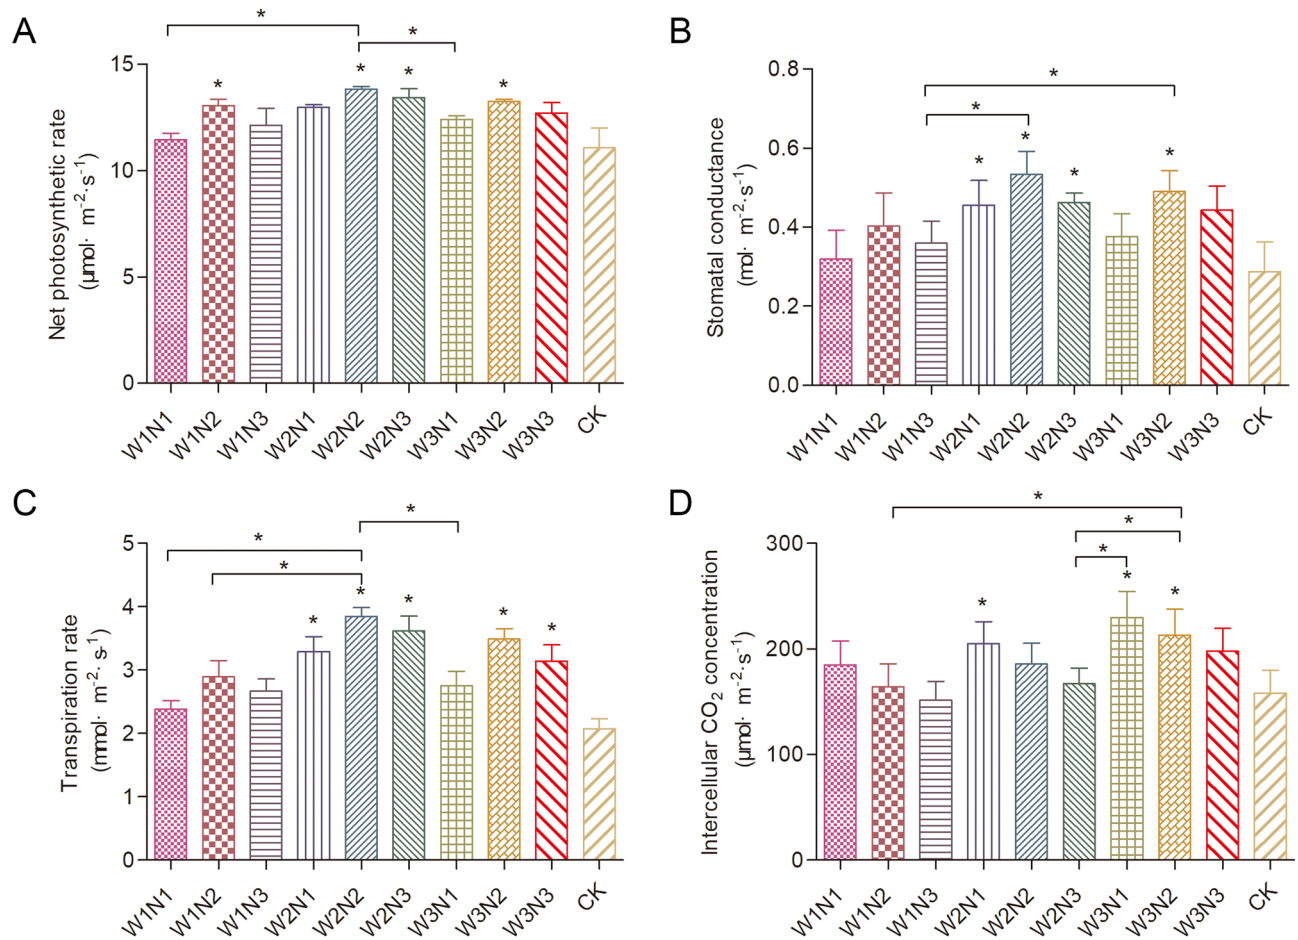 A
*
*
15
10
5
0
* * * *
Net photosynthetic rate
(μmol· m⁻²·s⁻¹)
W1N1 W1N2 W1N3 W2N1 W2N2 W2N3 W3N1 W3N2 W3N3 CK
B
*
*
0.8
0.6
0.4
0.2
0.0
* * * *
Stomatal conductance
(mol· m⁻²·s⁻¹)
W1N1 W1N2 W1N3 W2N1 W2N2 W2N3 W3N1 W3N2 W3N3 CK
C
*
*
*
5
4
3
2
1
0
* * * * *
Transpiration rate
(mmol· m⁻²·s⁻¹)
W1N1 W1N2 W1N3 W2N1 W2N2 W2N3 W3N1 W3N2 W3N3 CK
D
*
*
*
300
200
100
0
* * *
Intercellular CO₂ concentration
(μmol· m⁻²·s⁻¹)
W1N1 W1N2 W1N3 W2N1 W2N2 W2N3 W3N1 W3N2 W3N3 CK